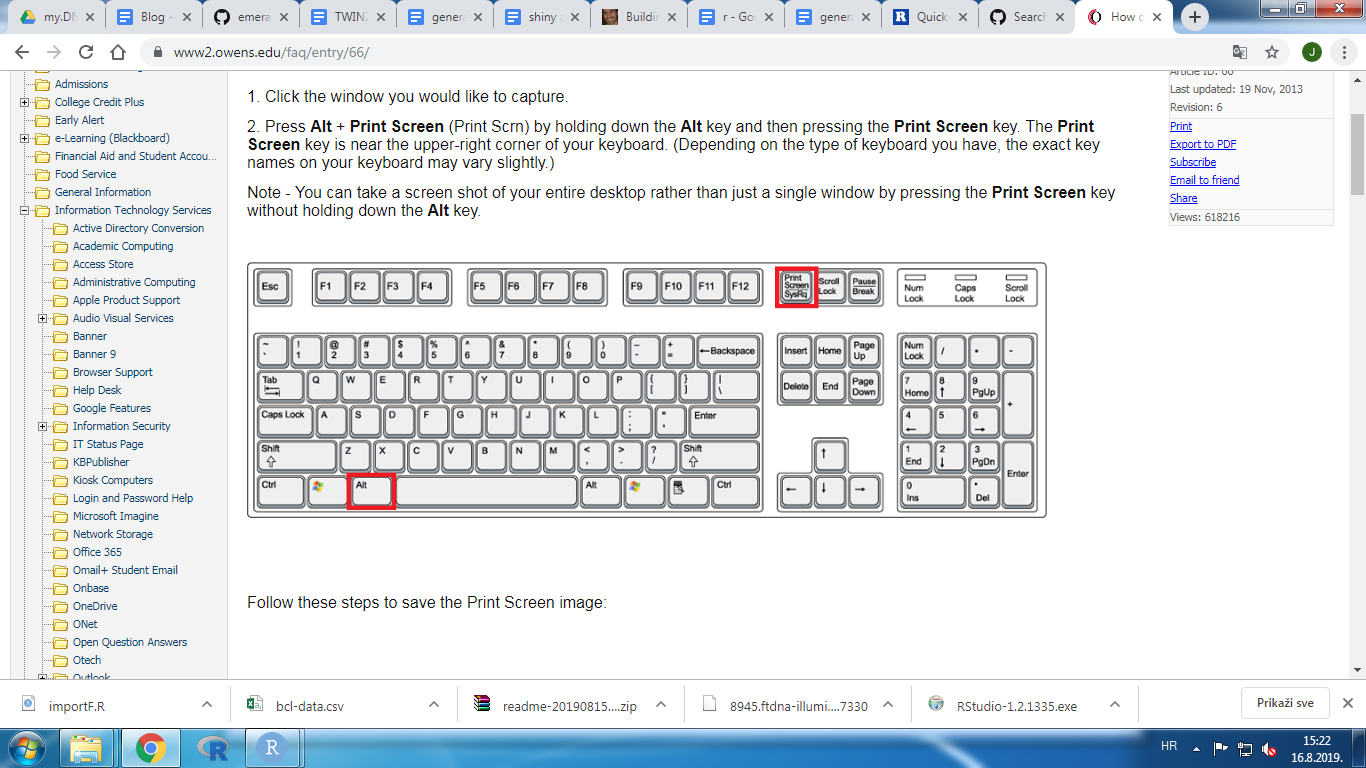 my.DN
Blog -
emera
TWIN
gener
shiny
Buildin
r - Go
genera
Quick-
Search
How
www2.owens.edu/faq/entry/66/
J
Admissions
College Credit Plus
Early Alert
e-Learning (Blackboard)
Financial Aid and Student Accou...
Food Service
General Information
Information Technology Services
Active Directory Conversion
Academic Computing
Access Store
Administrative Computing
Apple Product Support
Audio Visual Services
Banner
Banner 9
Browser Support
Help Desk
Google Features
Information Security
IT Status Page
KBPublisher
Kiosk Computers
Login and Password Help
Microsoft Imagine
Network Storage
Office 365
Omail+ Student Email
Onbase
OneDrive
ONet
Open Question Answers
Otech
Outlook
1. Click the window you would like to capture.
2. Press Alt + Print Screen (Print Scrn) by holding down the Alt key and then pressing the Print Screen key. The Print
Screen key is near the upper-right corner of your keyboard. (Depending on the type of keyboard you have, the exact key
names on your keyboard may vary slightly.)
Note - You can take a screen shot of your entire desktop rather than just a single window by pressing the Print Screen key
without holding down the Alt key.
Esc F1 F2 F3 F4 F5 F6 F7 F8 F9 F10 F11 F12 Print Screen SysRq Scroll Lock Pause Break Num Lock Caps Lock Scroll Lock
~ ` ! 1 @ 2 # 3 $ 4 % 5 ^ 6 & 7 * 8 ( 9 ) 0 _ - + = ←Backspace Insert Home Page Up Num Lock / * -
Tab Q W E R T Y U I O P { [ } ] | \ Delete End Page Down 7 Home 8 ↑ 9 PgUp +
Caps Lock A S D F G H J K L : ; " ' Enter 4 ← 5 6 →
Shift Z X C V B N M < , > . ? / Shift ↑ 1 End 2 ↓ 3 PgDn Enter
Ctrl Alt Alt Ctrl ← ↓ → 0 Ins . Del
Follow these steps to save the Print Screen image:
Article ID: 66
Last updated: 19 Nov, 2013
Revision: 6
Print
Export to PDF
Subscribe
Email to friend
Share
Views: 618216
importF.R
bcl-data.csv
readme-20190815....zip
8945.ftdna-illumi....7330
RStudio-1.2.1335.exe
Prikaži sve
HR
15:22
16.8.2019.